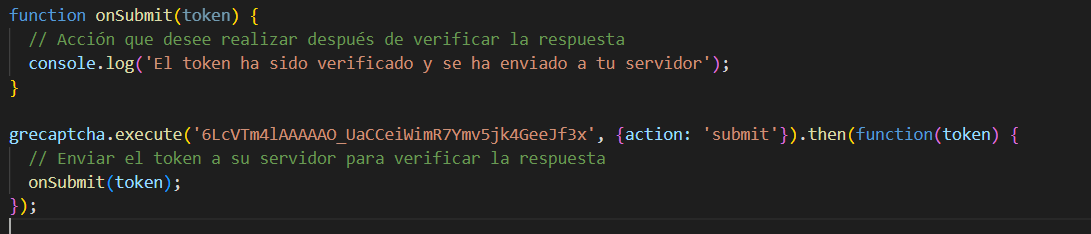 function onSubmit(token) {
  // Acción que desee realizar después de verificar la respuesta
  console.log('El token ha sido verificado y se ha enviado a tu servidor');
}

grecaptcha.execute('6LcVTm4lAAAAAO_UaCCeiWimR7Ymv5jk4GeeJf3x', {action: 'submit'}).then(function(token) {
  // Enviar el token a su servidor para verificar la respuesta
  onSubmit(token);
});